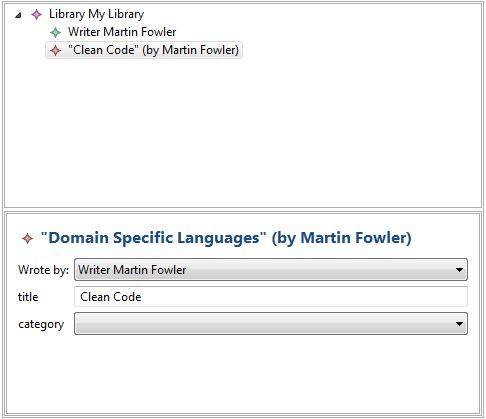 Library My Library
Writer Martin Fowler
"Clean Code" (by Martin Fowler)
"Domain Specific Languages" (by Martin Fowler)
Wrote by: Writer Martin Fowler
title Clean Code
category